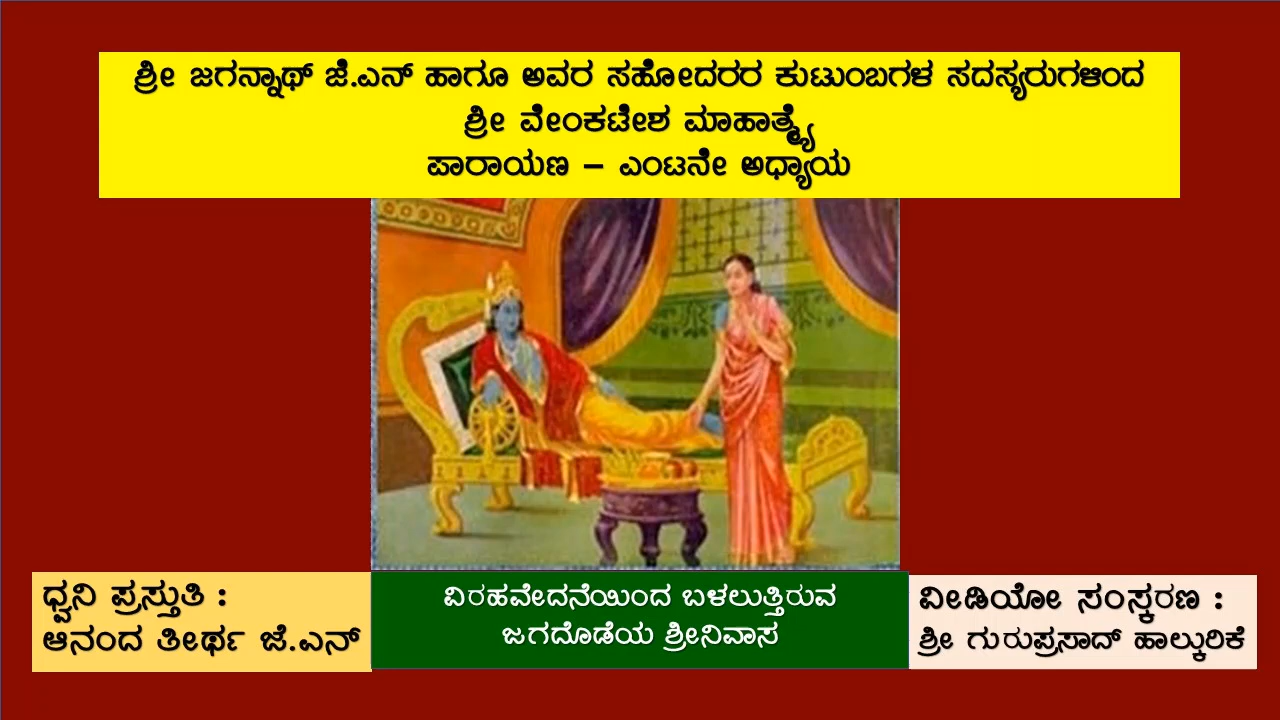 ಶ್ರೀ ಜಗನ್ನಾಥ್ ಜೆ.ಎನ್ ಹಾಗೂ ಅವರ ಸಹೋದರರ ಕುಟುಂಬಗಳ ಸದಸ್ಯರುಗಳಿಂದ
ಶ್ರೀ ವೇಂಕಟೇಶ ಮಾಹಾತ್ಮ್ಯೆ
ಪಾರಾಯಣ – ಎಂಟನೇ ಅಧ್ಯಾಯ
ಧ್ವನಿ ಪ್ರಸ್ತುತಿ :
ಆನಂದ ತೀರ್ಥ ಜೆ.ಎನ್
ವಿರಹವೇದನೆಯಿಂದ ಬಳಲುತ್ತಿರುವ
ಜಗದೊಡೆಯ ಶ್ರೀನಿವಾಸ
ವೀಡಿಯೋ ಸಂಸ್ಕರಣ :
ಶ್ರೀ ಗುರುಪ್ರಸಾದ್ ಹಾಲ್ಕುರಿಕೆ